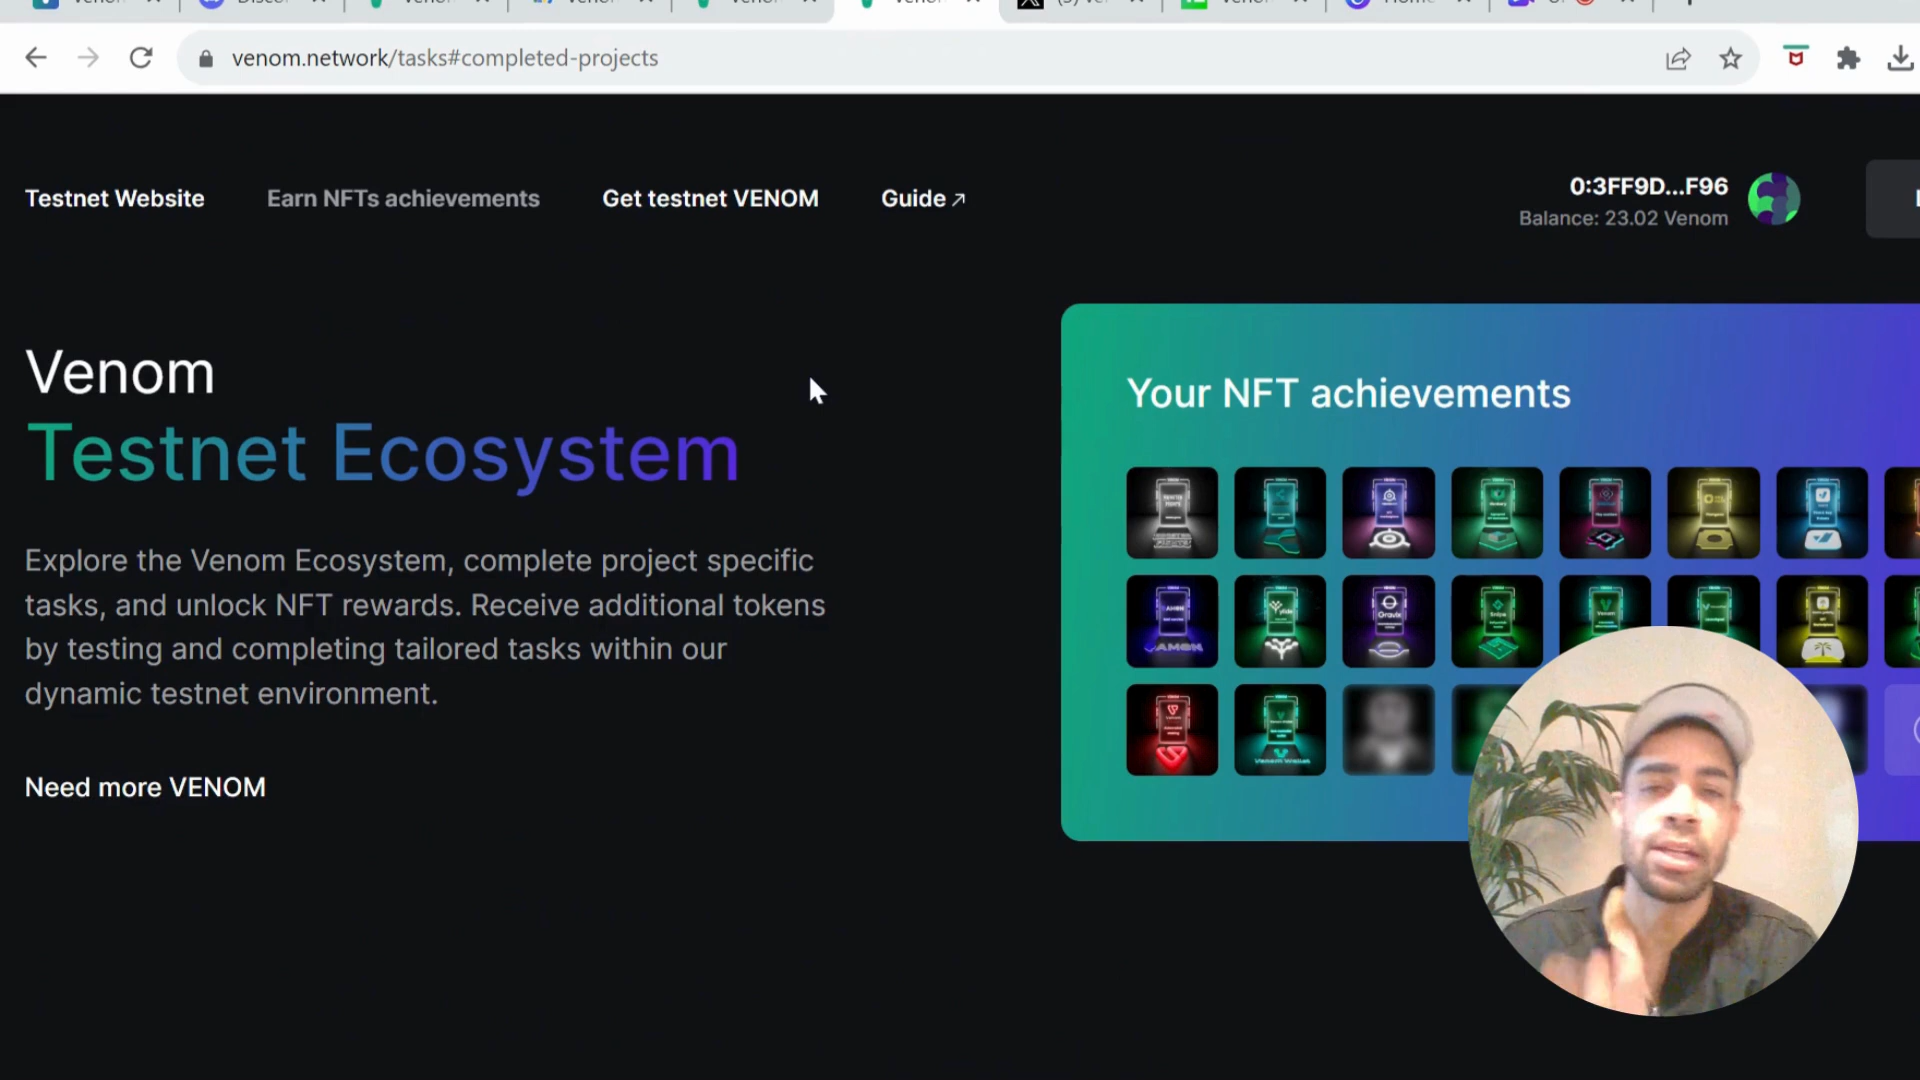 venom.network/tasks#completed-projects
Testnet Website
Earn NFTs achievements
Get testnet VENOM
Guide ↗
0:3FF9D...F96
Balance: 23.02 Venom
Venom
Testnet Ecosystem
Explore the Venom Ecosystem, complete project specific
tasks, and unlock NFT rewards. Receive additional tokens
by testing and completing tailored tasks within our
dynamic testnet environment.
Need more VENOM
Your NFT achievements